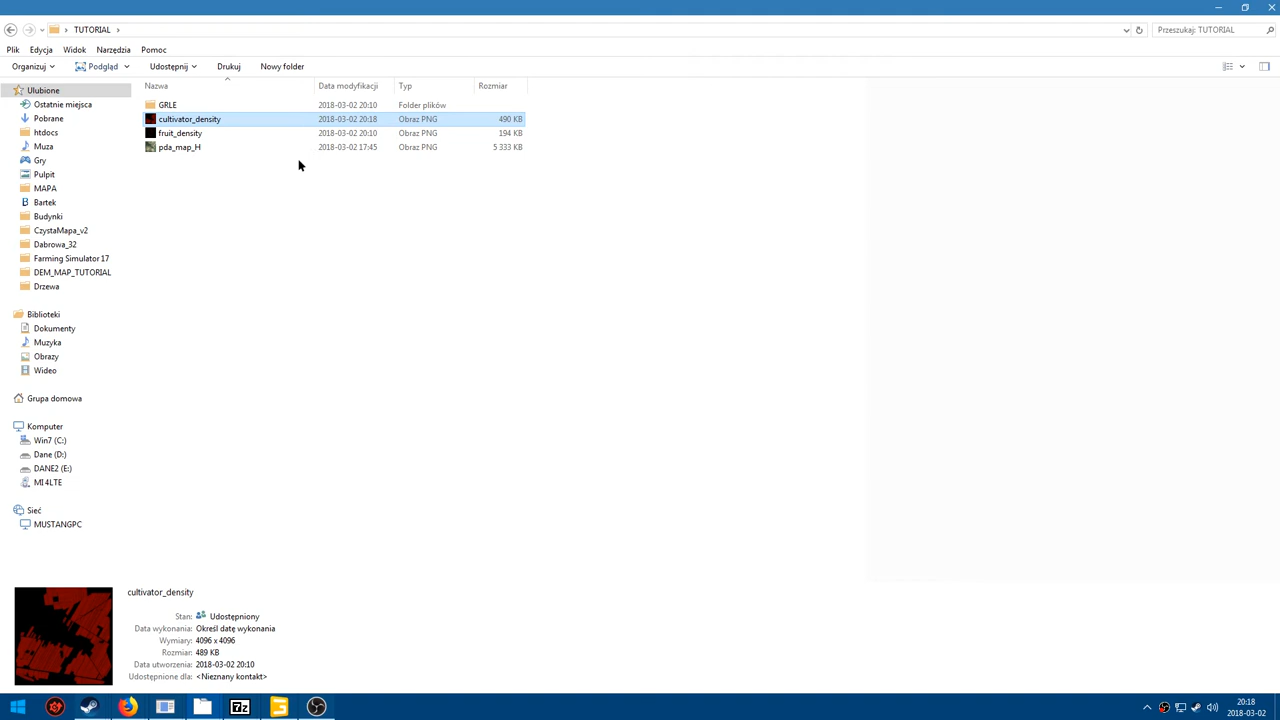 TUTORIAL
Przeszukaj: TUTORIAL
Plik Edycja Widok Narzędzia Pomoc
Organizuj Podgląd Udostępnij Drukuj Nowy folder
Nazwa Data modyfikacji Typ Rozmiar
GRLE 2018-03-02 20:10 Folder plików
cultivator_density 2018-03-02 20:18 Obraz PNG 490 KB
fruit_density 2018-03-02 20:10 Obraz PNG 194 KB
pda_map_H 2018-03-02 17:45 Obraz PNG 5 333 KB
Ulubione
Ostatnie miejsca
Pobrane
htdocs
Muza
Gry
Pulpit
MAPA
Bartek
Budynki
CzystaMapa_v2
Dabrowa_32
Farming Simulator 17
DEM_MAP_TUTORIAL
Drzewa
Biblioteki
Dokumenty
Muzyka
Obrazy
Wideo
Grupa domowa
Komputer
Win7 (C:)
Dane (D:)
DANE2 (E:)
MI 4LTE
Sieć
MUSTANGPC
cultivator_density
Stan: Udostępniony
Data wykonania: Określ datę wykonania
Wymiary: 4096 x 4096
Rozmiar: 489 KB
Data utworzenia: 2018-03-02 20:10
Udostępnione dla: <Nieznany kontakt>
7z
20:18
2018-03-02